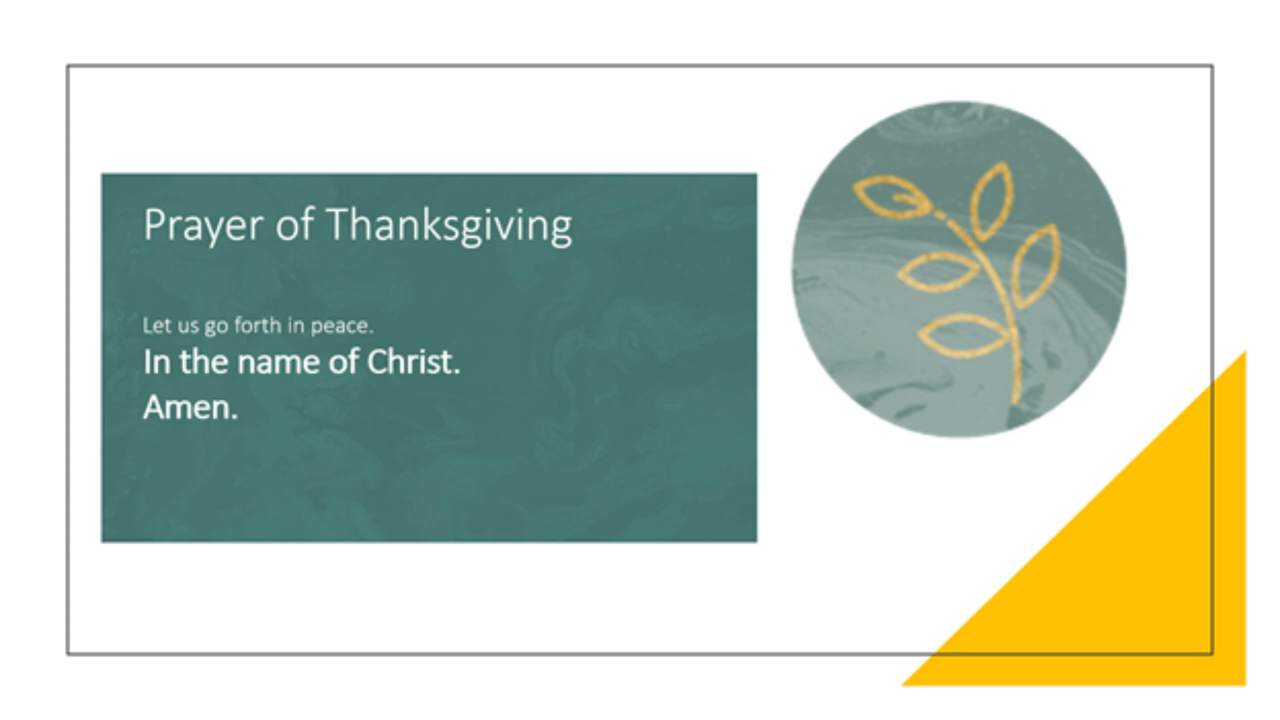 Prayer of Thanksgiving
Let us go forth in peace.
In the name of Christ.
Amen.